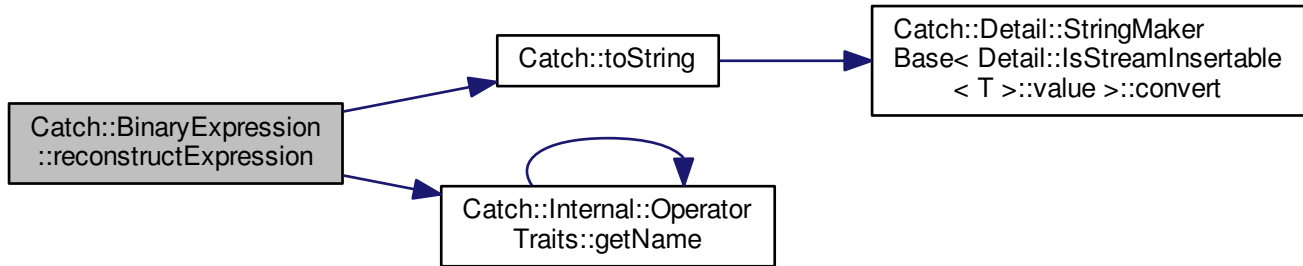 Catch::BinaryExpression
::reconstructExpression
Catch::toString
Catch::Detail::StringMaker
Base< Detail::IsStreamInsertable
< T >::value >::convert
Catch::Internal::Operator
Traits::getName